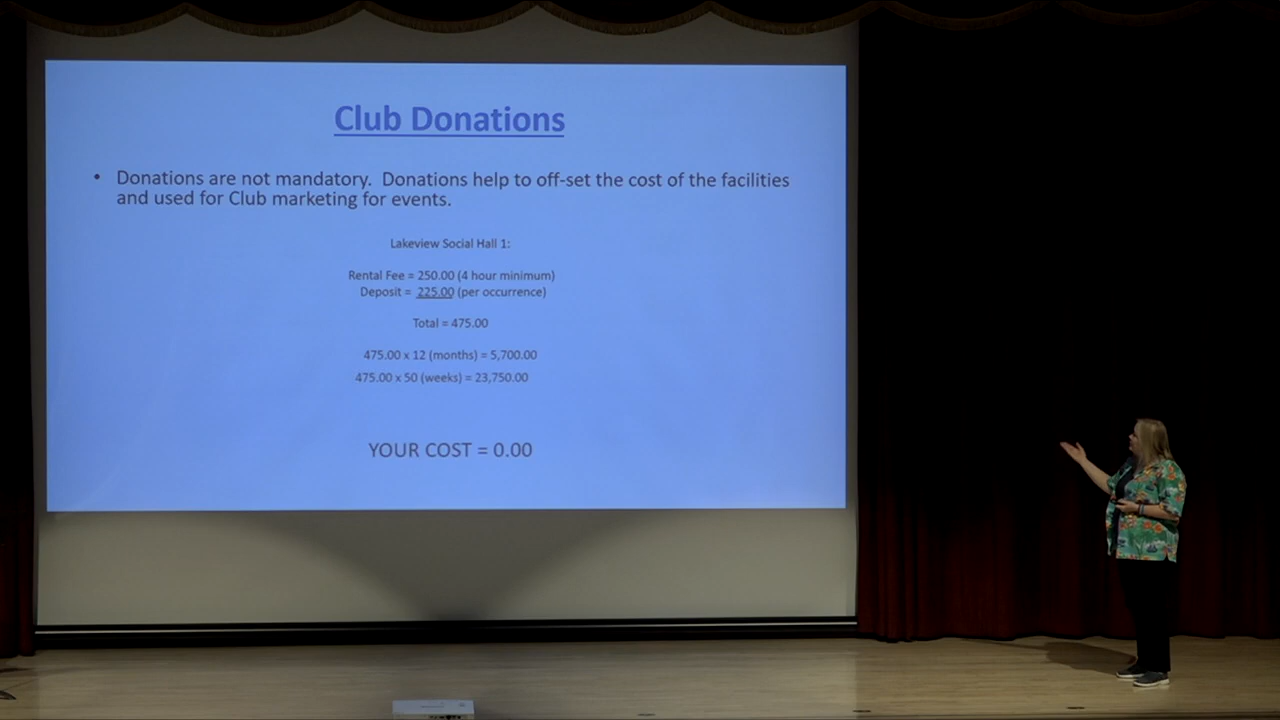 Club Donations
• Donations are not mandatory.  Donations help to off-set the cost of the facilities
and used for Club marketing for events.
Lakeview Social Hall 1:
Rental Fee = 250.00 (4 hour minimum)
Deposit =  225.00 (per occurrence)
Total = 475.00
475.00 x 12 (months) = 5,700.00
475.00 x 50 (weeks) = 23,750.00
YOUR COST = 0.00